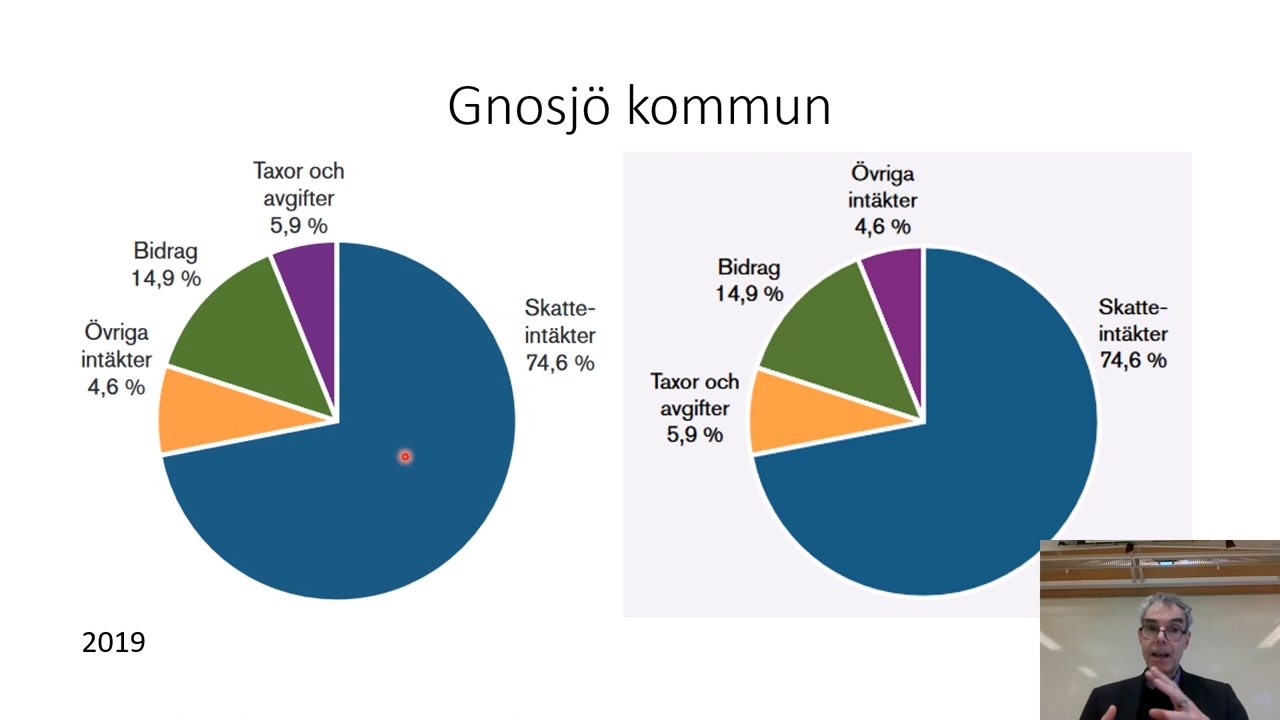 Gnosjö kommun
Taxor och
avgifter
5,9 %
Bidrag
14,9 %
Övriga
intäkter
4,6 %
Skatte-
intäkter
74,6 %
Övriga
intäkter
4,6 %
Bidrag
14,9 %
Taxor och
avgifter
5,9 %
Skatte-
intäkter
74,6 %
2019